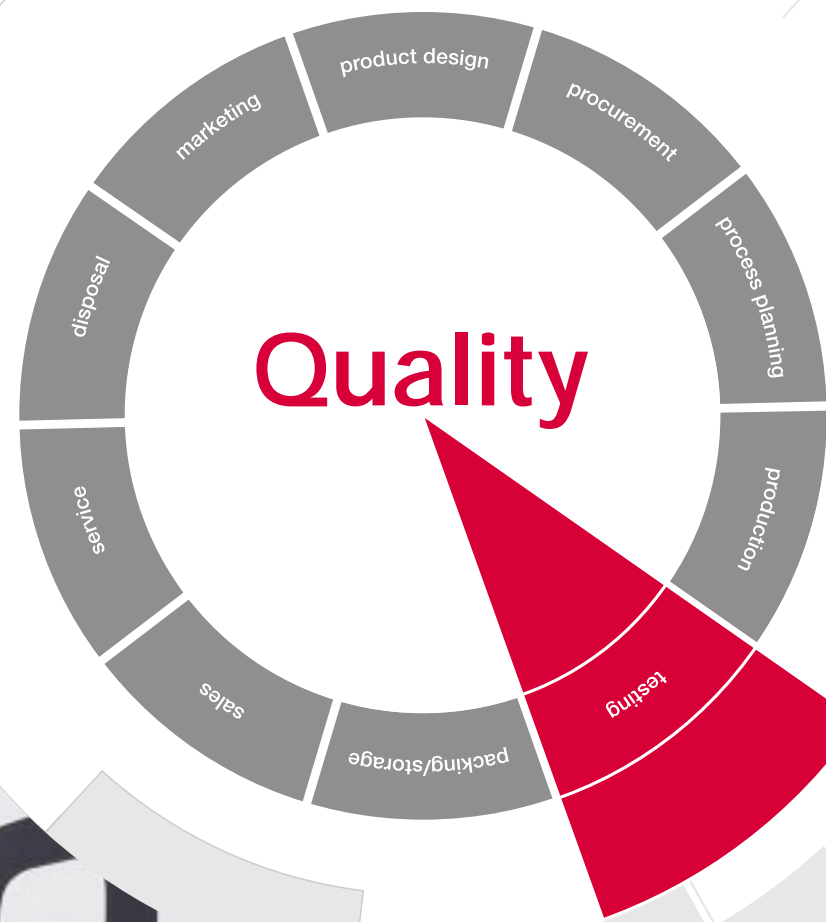 product design
procurement
process planning
production
testing
packing/storage
sales
service
disposal
marketing
Quality